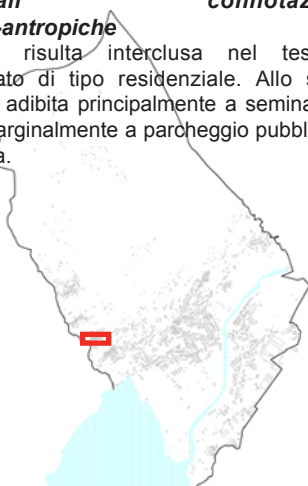 connotaz
-antropiche
risulta interclusa nel tes
ato di tipo residenziale. Allo s
adibita principalmente a semina
arginalmente a parcheggio pubbl
a.